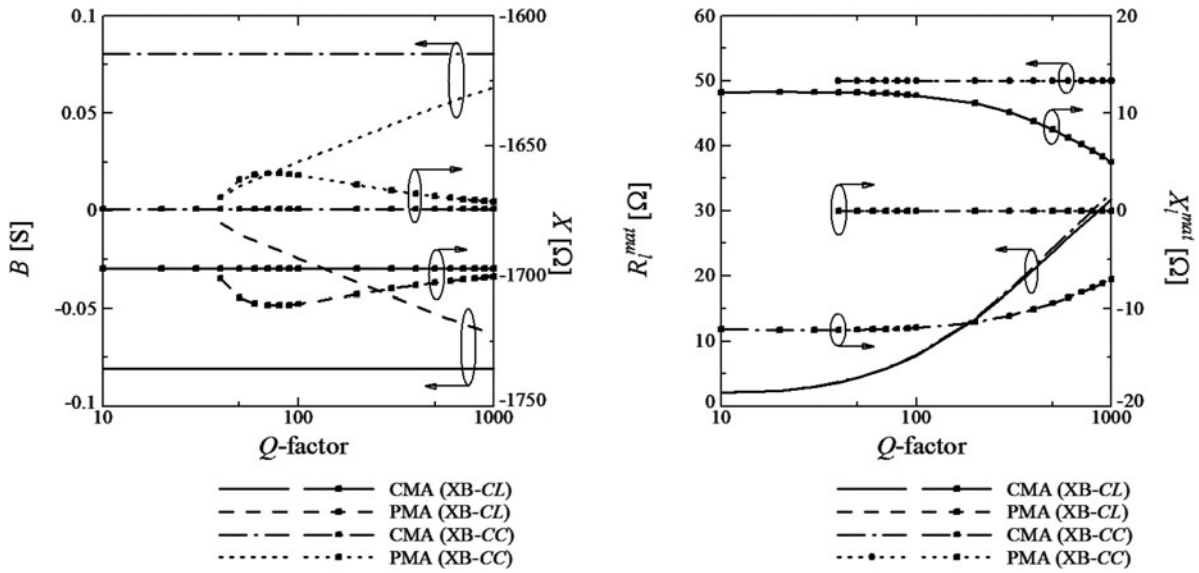 0.1
0.05
0
-0.05
-0.1
B [S]
-1600
-1650
-1700
-1750
X [℧]
10
100
1000
Q-factor
CMA (XB-CL)
PMA (XB-CL)
CMA (XB-CC)
PMA (XB-CC)
60
50
40
30
20
10
0
R_l^mat [Ω]
20
10
0
-10
-20
X_l^mat [℧]
10
100
1000
Q-factor
CMA (XB-CL)
PMA (XB-CL)
CMA (XB-CC)
PMA (XB-CC)